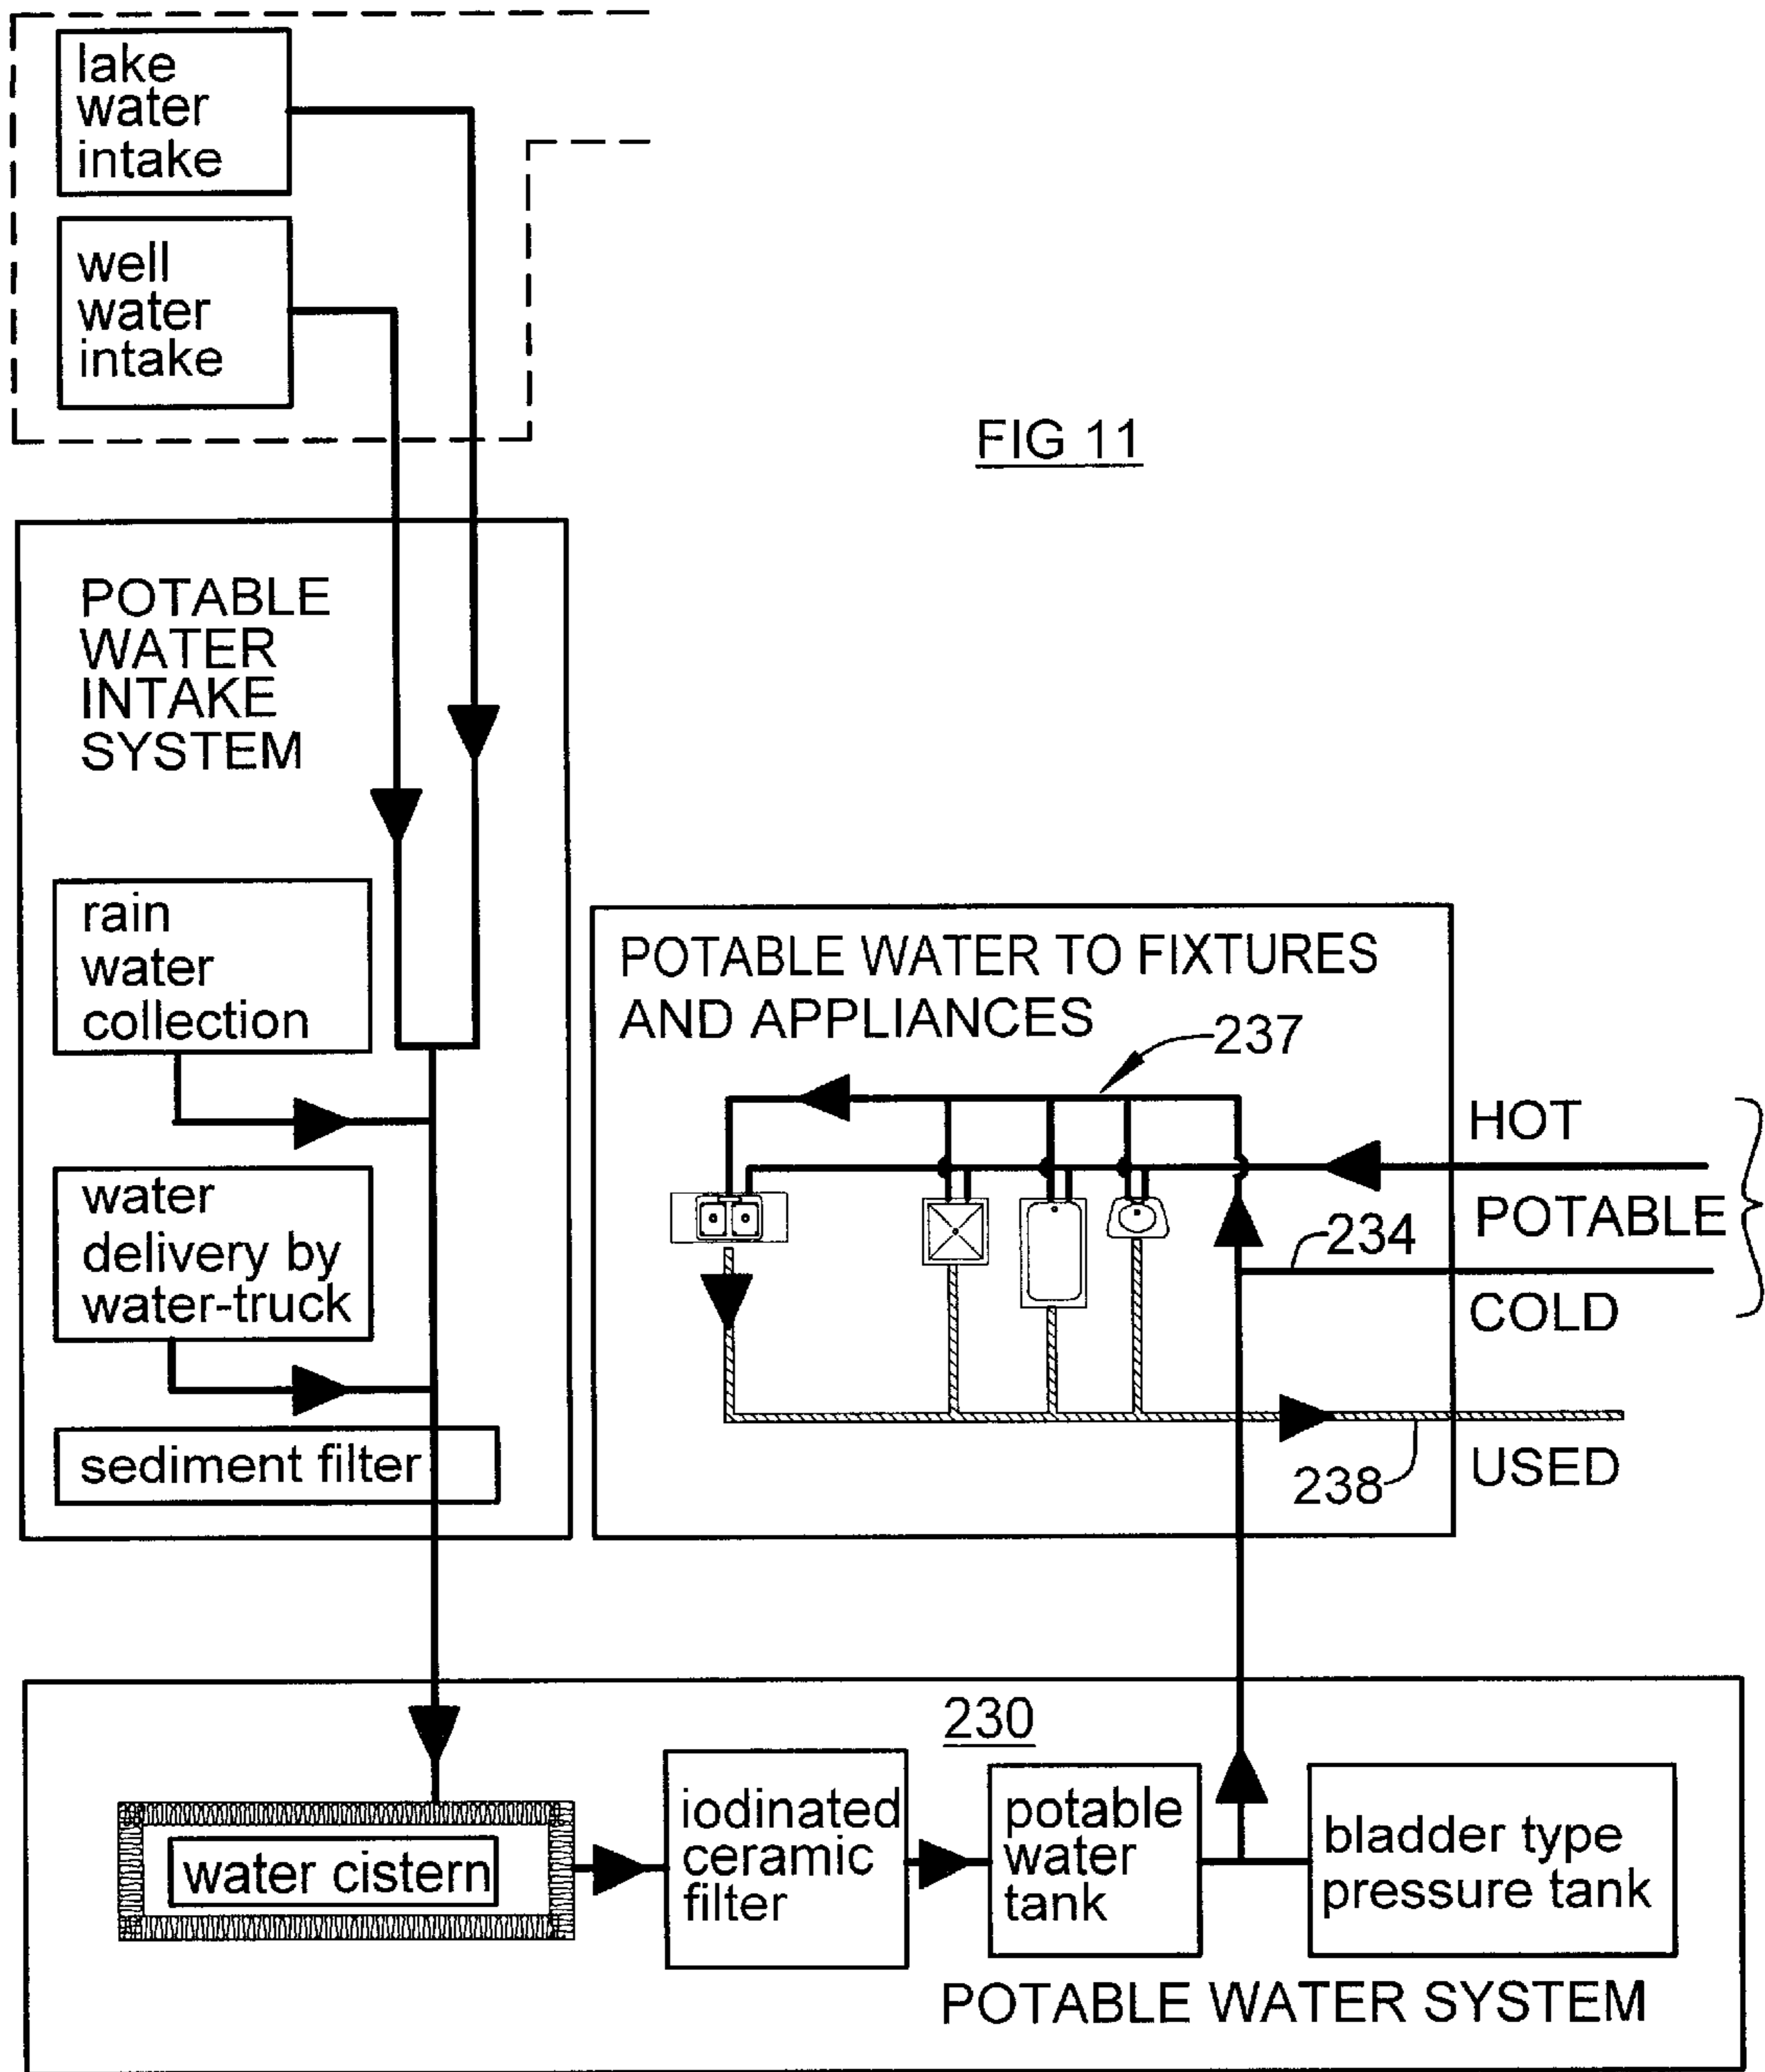 lake
water
intake
well
water
intake
FIG 11
POTABLE
WATER
INTAKE
SYSTEM
rain
water
collection
water
delivery by
water-truck
sediment filter
POTABLE WATER TO FIXTURES
AND APPLIANCES
237
HOT
POTABLE
234
COLD
238
USED
230
water cistern
iodinated
ceramic
filter
potable
water
tank
bladder type
pressure tank
POTABLE WATER SYSTEM